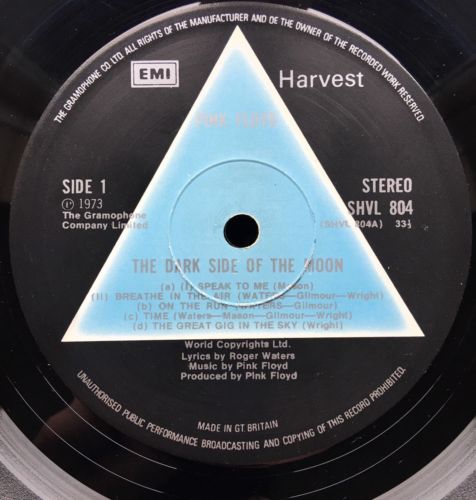 THE GRAMOPHONE CO LTD. ALL RIGHTS OF THE MANUFACTURER AND OF THE OWNER OF THE RECORDED WORK RESERVED.
EMI
Harvest
PINK FLOYD
SIDE 1
STEREO
℗ 1973
SHVL 804
The Gramophone
(SHVL 804A) 33⅓
Company Limited
THE DARK SIDE OF THE MOON
(a) (I) SPEAK TO ME (Mason)
(II) BREATHE IN THE AIR (WATERS—Gilmour—Wright)
(b) ON THE RUN (WATERS—Gilmour)
(c) TIME (Waters—Mason—Gilmour—Wright)
(d) THE GREAT GIG IN THE SKY (Wright)
World Copyrights Ltd.
Lyrics by Roger Waters
Music by Pink Floyd
Produced by Pink Floyd
UNAUTHORISED PUBLIC PERFORMANCE BROADCASTING AND COPYING OF THIS RECORD PROHIBITED.
MADE IN GT BRITAIN